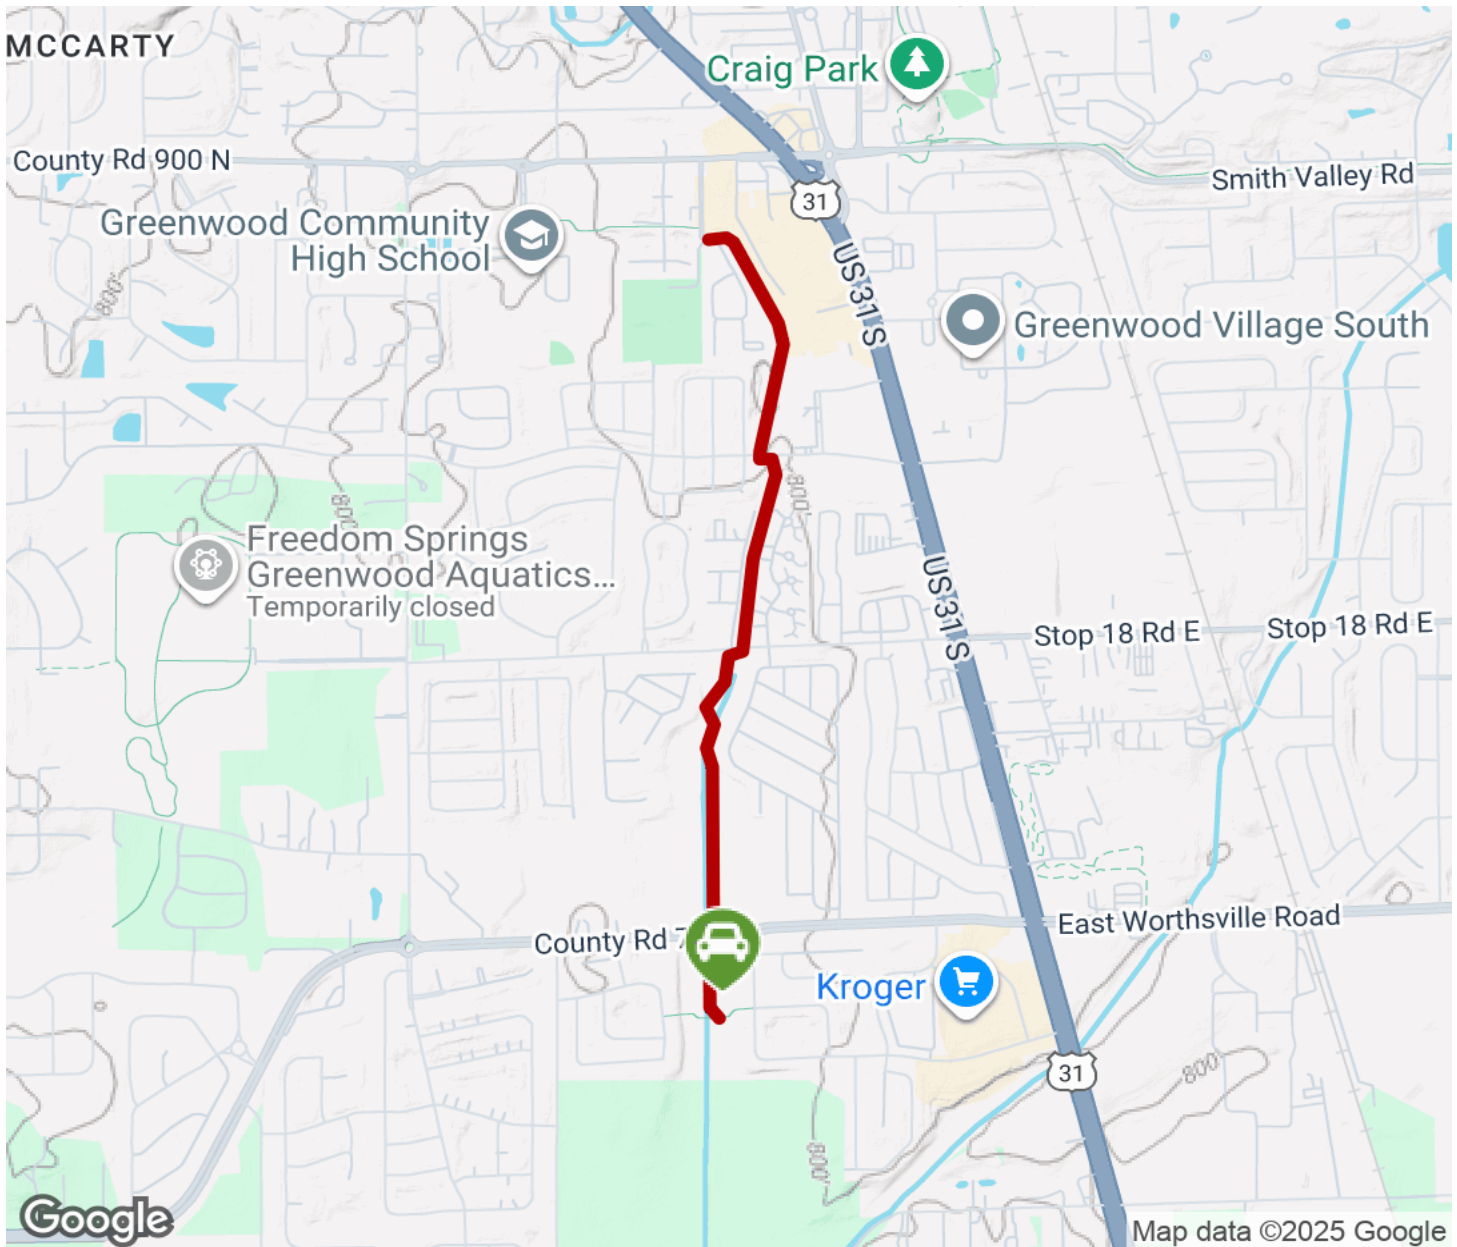 MCCARTY
Craig Park
County Rd 900 N
Smith Valley Rd
31
Greenwood Community
High School
US 31 S
Greenwood Village South
800'
800'
800'
Freedom Springs
Greenwood Aquatics...
Temporarily closed
US 31 S
Stop 18 Rd E
Stop 18 Rd E
County Rd 7
East Worthsville Road
Kroger
31
800'
800'
Google
Map data ©2025 Google